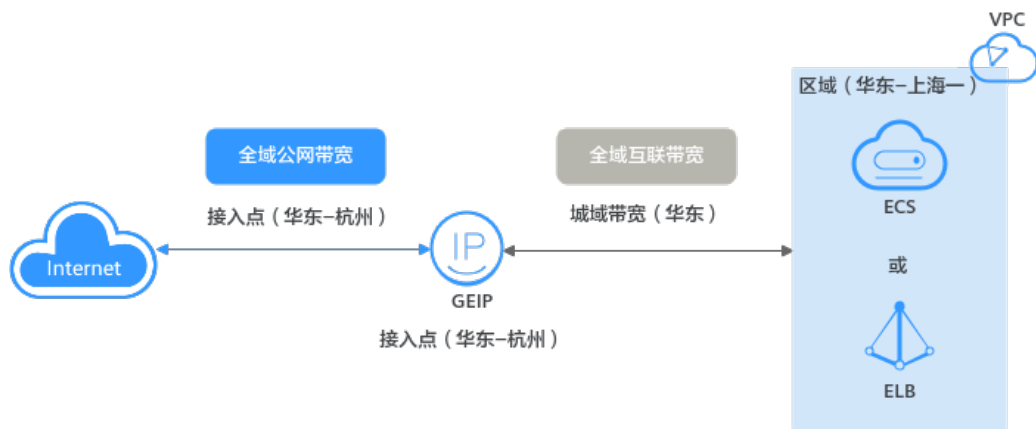 VPC
区域（华东-上海一）
全域公网带宽
全域互联带宽
接入点（华东-杭州）
城域带宽（华东）
ECS
Internet
IP
或
GEIP
接入点（华东-杭州）
ELB